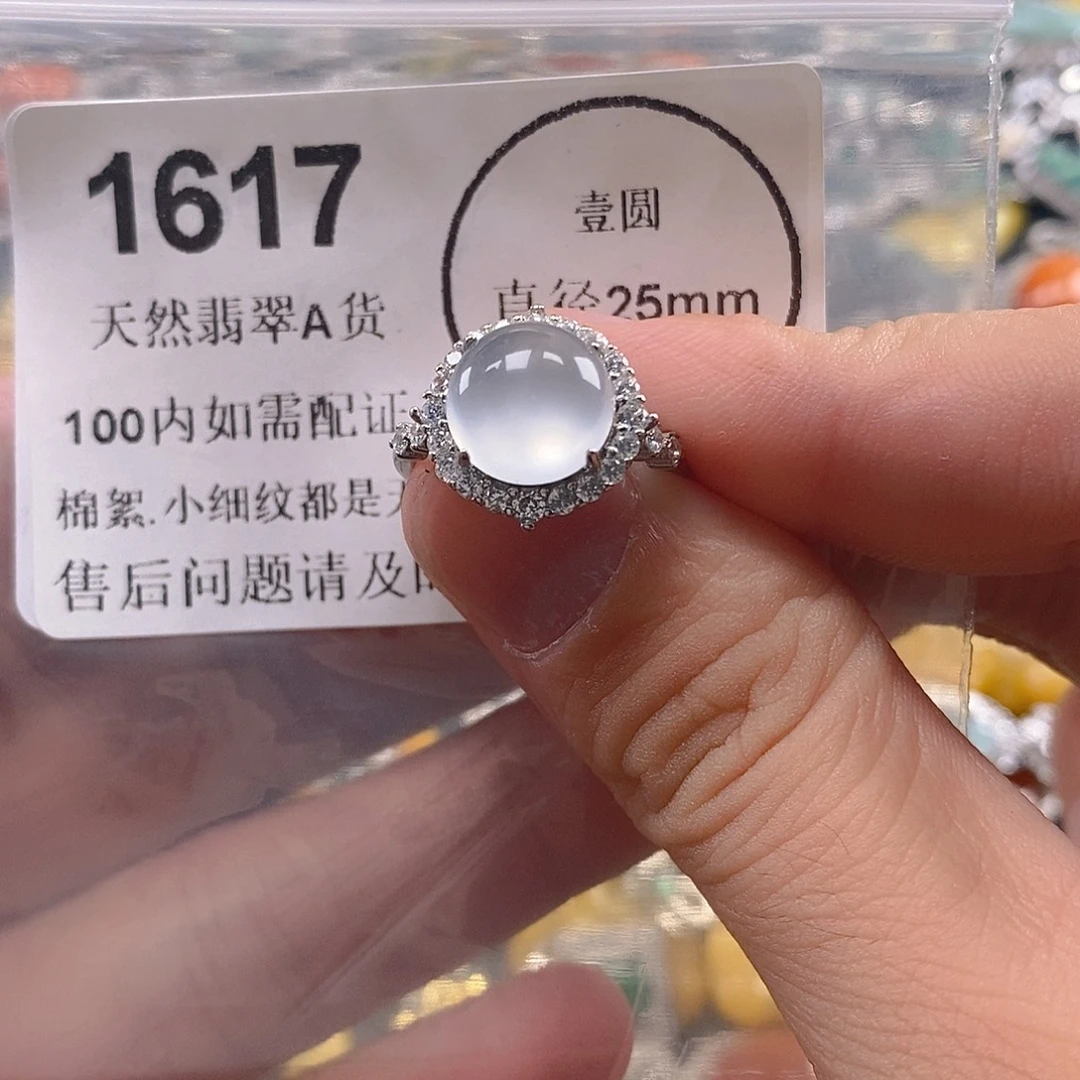 1617
壹圆
直径25mm
天然翡翠A货
100内如需配证
棉絮.小细纹都是
售后问题请及